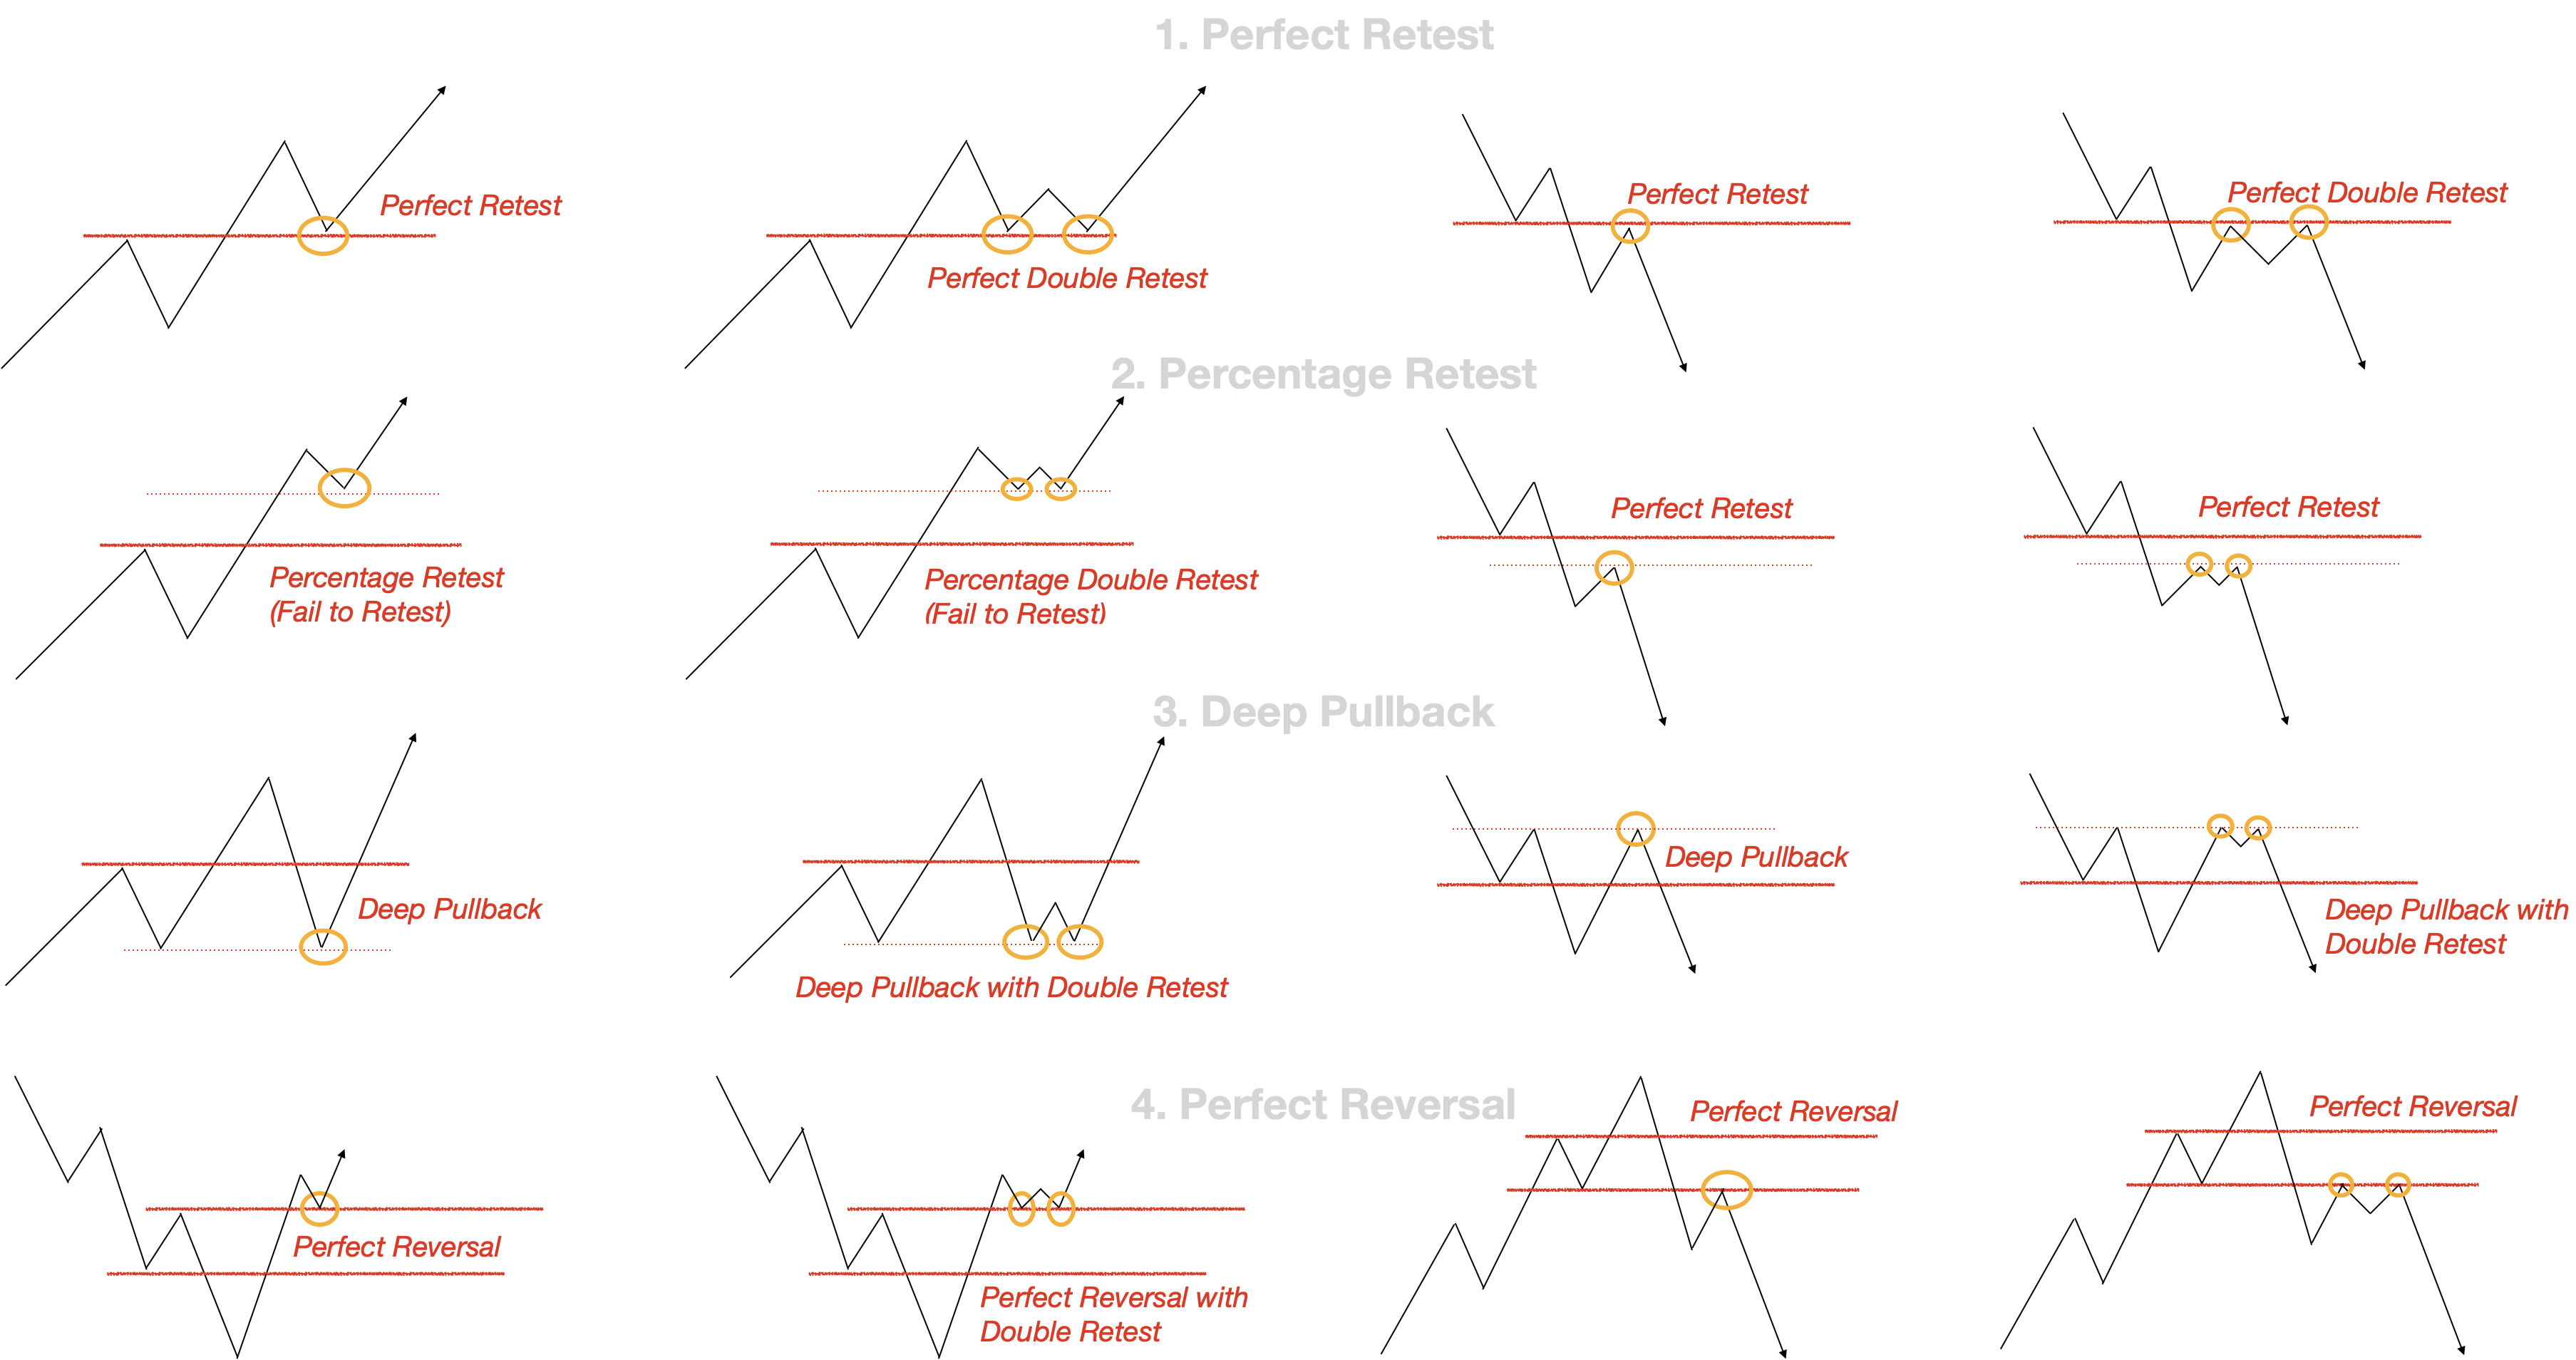 1. Perfect Retest
Perfect Retest
Perfect Double Retest
Perfect Retest
Perfect Double Retest
2. Percentage Retest
Percentage Retest
(Fail to Retest)
Percentage Double Retest
(Fail to Retest)
Perfect Retest
Perfect Retest
3. Deep Pullback
Deep Pullback
Deep Pullback with Double Retest
Deep Pullback
Deep Pullback with
Double Retest
4. Perfect Reversal
Perfect Reversal
Perfect Reversal with
Double Retest
Perfect Reversal
Perfect Reversal